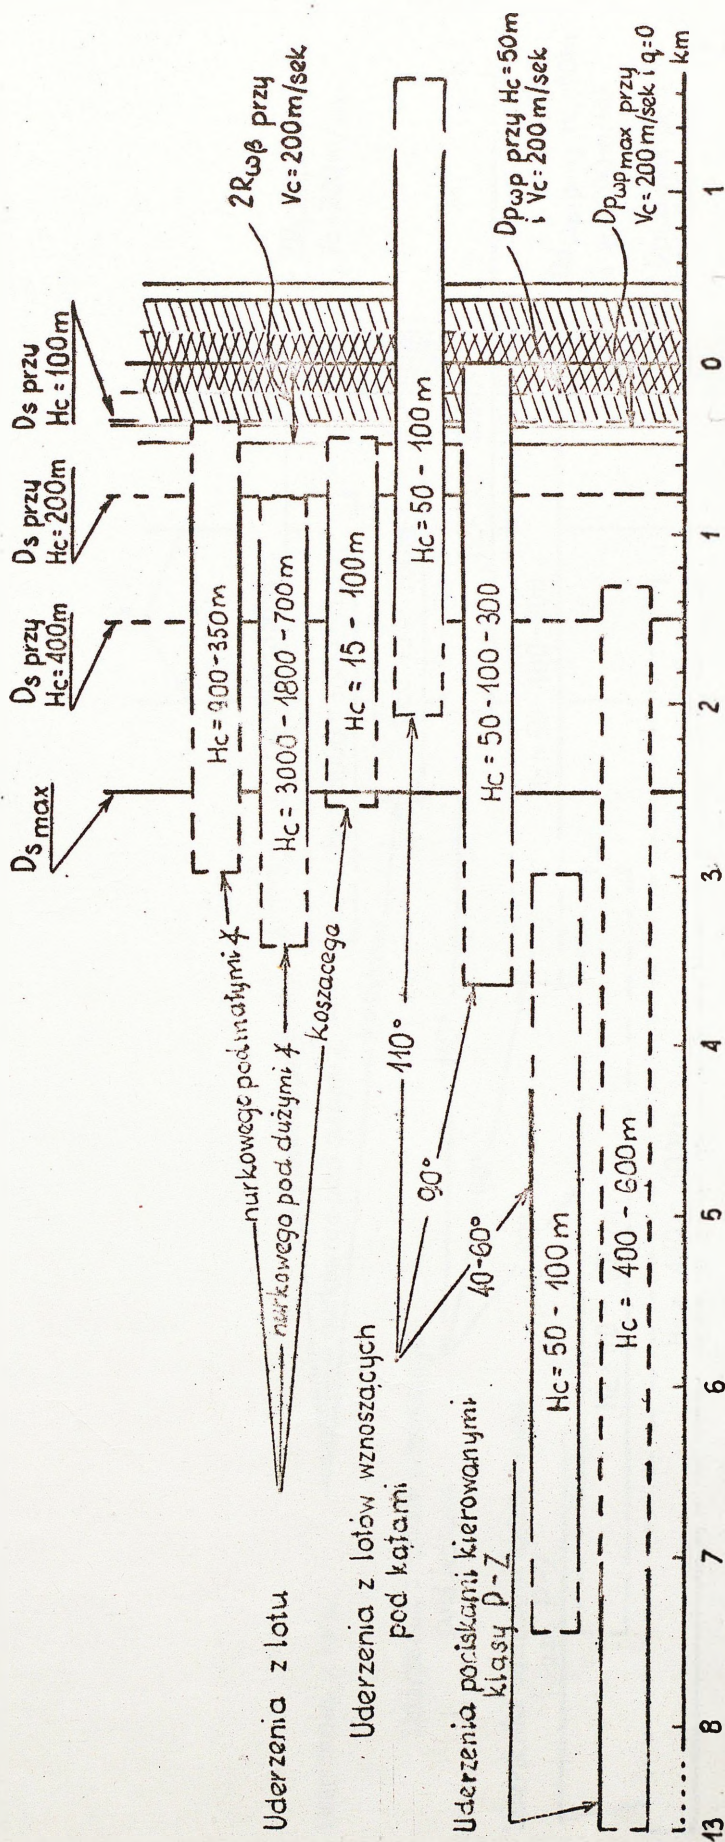 Ds max
Ds przy
Hc=400m
Ds przy
Hc=200m
Ds przy
Hc=100m
2Rωβ przy
Vc=200m/sek
Uderzenia z lotu
nurkowego pod małymi ∡
nurkowego pod dużymi ∡
koszacego
Hc=900-350m
Hc=3000-1800-700m
Hc=15-100m
Uderzenia z lotów wznoszących
pod kątami
110°
90°
40-60°
Hc=50-100m
Hc=50-100-300
Hc=50-100m
Dpωp przy Hc=50m
i Vc=200m/sek
Uderzenia pociskami kierowanymi
klasy P-Z
Hc=400-600m
Dpωp max przy
Vc=200m/sek i q=0
13 8 7 6 5 4 3 2 1 0 1 km